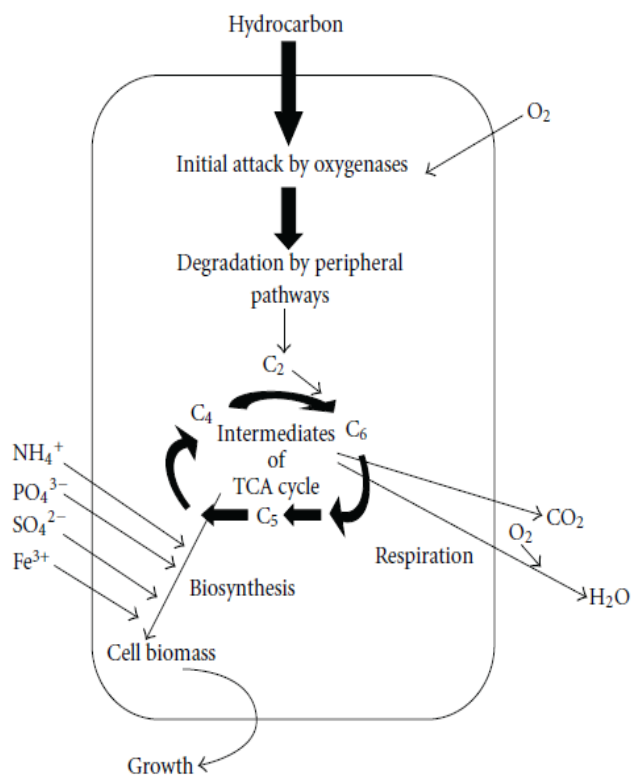 Hydrocarbon
O₂
Initial attack by oxygenases
Degradation by peripheral
pathways
C₂
C₄
C₆
Intermediates
of
TCA cycle
C₅
NH₄⁺
PO₄³⁻
SO₄²⁻
Fe³⁺
CO₂
O₂
Respiration
H₂O
Biosynthesis
Cell biomass
Growth